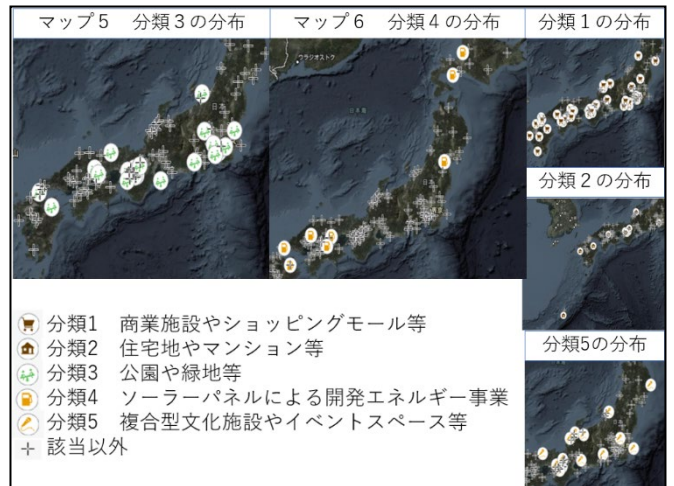 マップ５　分類３の分布
マップ６　分類４の分布
分類１の分布
ウラジオストク
日本海
日本
日本
分類２の分布
分類5の分布
分類1　商業施設やショッピングモール等
分類2　住宅地やマンション等
分類3　公園や緑地等
分類4　ソーラーパネルによる開発エネルギー事業
分類5　複合型文化施設やイベントスペース等
該当以外